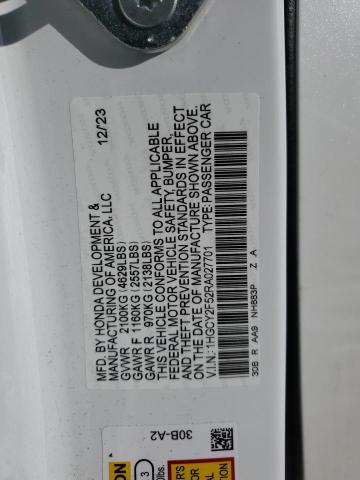 MFD. BY HONDA DEVELOPMENT & 12/'23
MANUFACTURING OF AMERICA, LLC
GVWR 2100KG (4629LBS)
GAWR F 1160KG (2557LBS)
GAWR R 970KG (2138LBS)
THIS VEHICLE CONFORMS TO ALL APPLICABLE
FEDERAL MOTOR VEHICLE SAFETY, BUMPER,
AND THEFT PREVENTION STANDARDS IN EFFECT
ON THE DATE OF MANUFACTURE SHOWN ABOVE.
V.I.N.: 1HGCY2F52RA027701 TYPE:PASSENGER CAR
30B R AA9 NH883P Z A
30B-A2
3